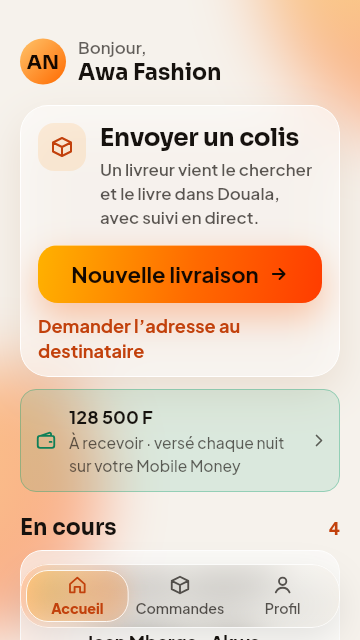 AN
Bonjour,
Awa Fashion
Envoyer un colis
Un livreur vient le chercher
et le livre dans Douala,
avec suivi en direct.
Nouvelle livraison →
Demander l’adresse au
destinataire
128 500 F
À recevoir · versé chaque nuit
sur votre Mobile Money
En cours
4
Accueil
Commandes
Profil